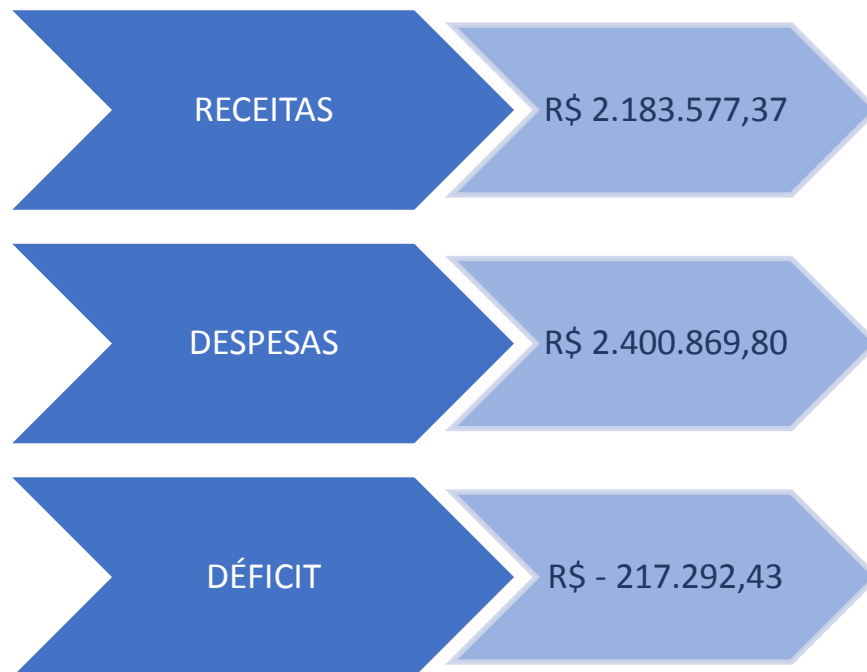 RECEITAS
R$ 2.183.577,37
DESPESAS
R$ 2.400.869,80
DÉFICIT
R$ - 217.292,43